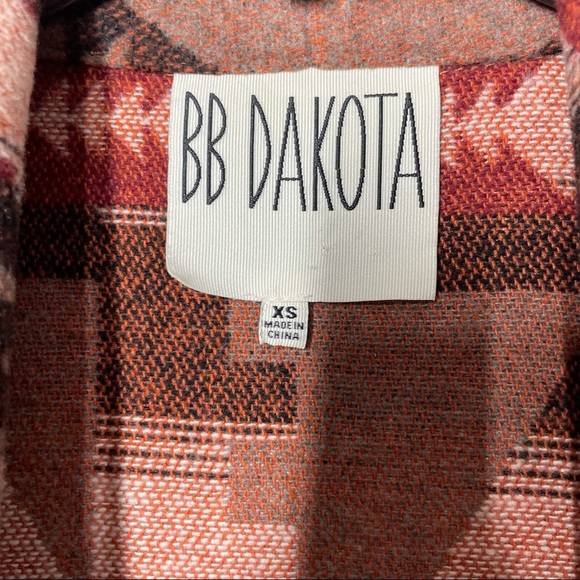 BB DAKOTA
XS
MADE IN
CHINA